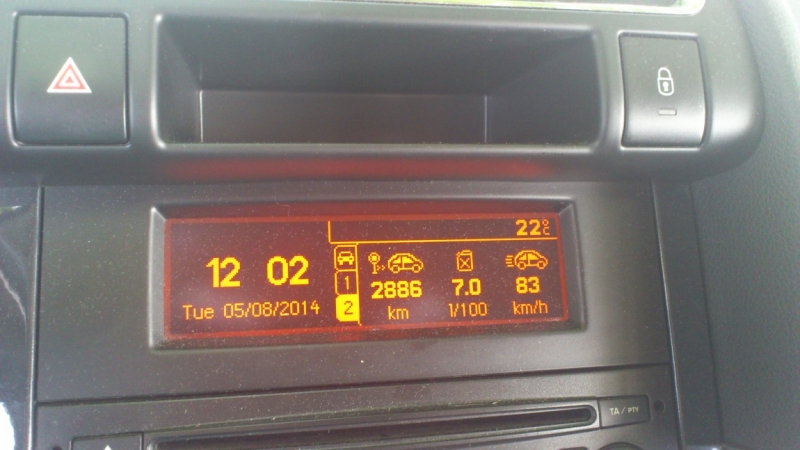 22°C
12 02
Tue 05/08/2014
1
2
2886 7.0 83
km l/100 km/h
TA / PTY